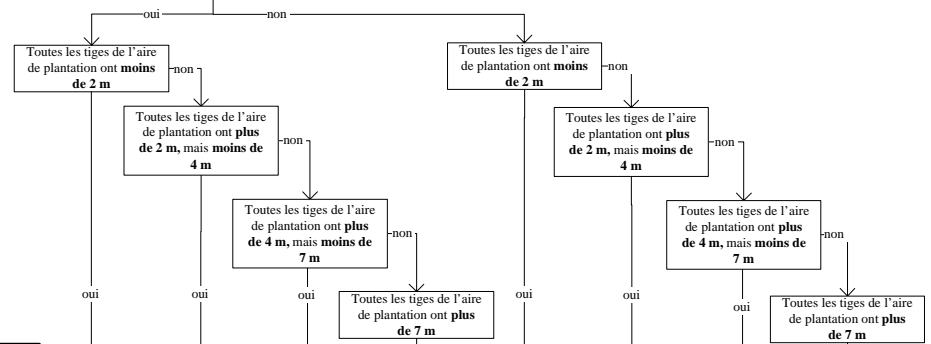 oui
non
Toutes les tiges de l’aire
de plantation ont moins
de 2 m
non
Toutes les tiges de l’aire
de plantation ont plus
de 2 m, mais moins de
4 m
non
Toutes les tiges de l’aire
de plantation ont plus
de 4 m, mais moins de
7 m
non
Toutes les tiges de l’aire
de plantation ont plus
de 7 m
oui
oui
oui
Toutes les tiges de l’aire
de plantation ont moins
de 2 m
non
Toutes les tiges de l’aire
de plantation ont plus
de 2 m, mais moins de
4 m
non
Toutes les tiges de l’aire
de plantation ont plus
de 4 m, mais moins de
7 m
non
Toutes les tiges de l’aire
de plantation ont plus
de 7 m
oui
oui
oui